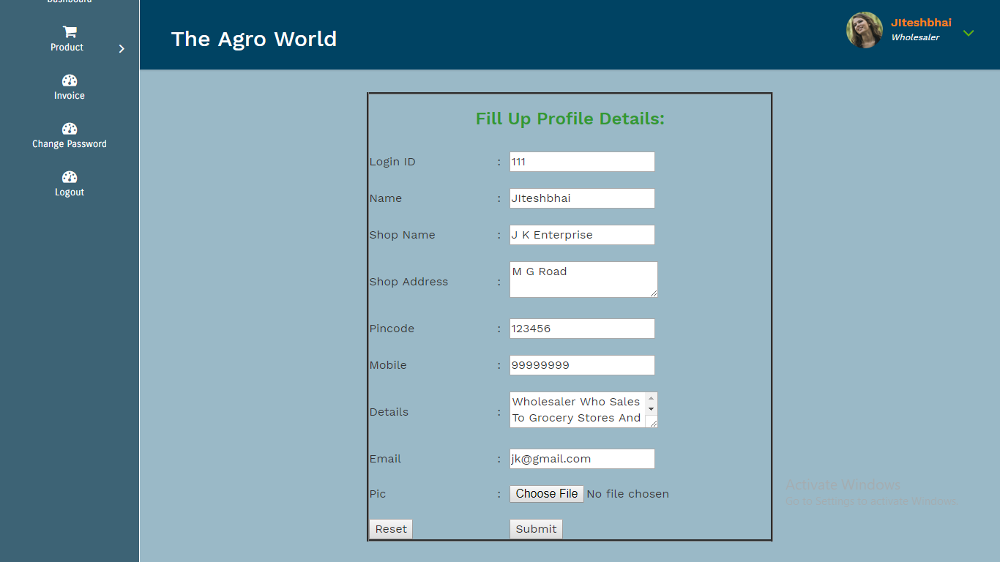 Dashboard
Product
Invoice
Change Password
Logout
The Agro World
JIteshbhai
Wholesaler
Fill Up Profile Details:
Login ID : 111
Name : JIteshbhai
Shop Name : J K Enterprise
Shop Address : M G Road
Pincode : 123456
Mobile : 99999999
Details : Wholesaler Who Sales
To Grocery Stores And
Email : jk@gmail.com
Pic : Choose File No file chosen
Reset Submit
Activate Windows
Go to Settings to activate Windows.